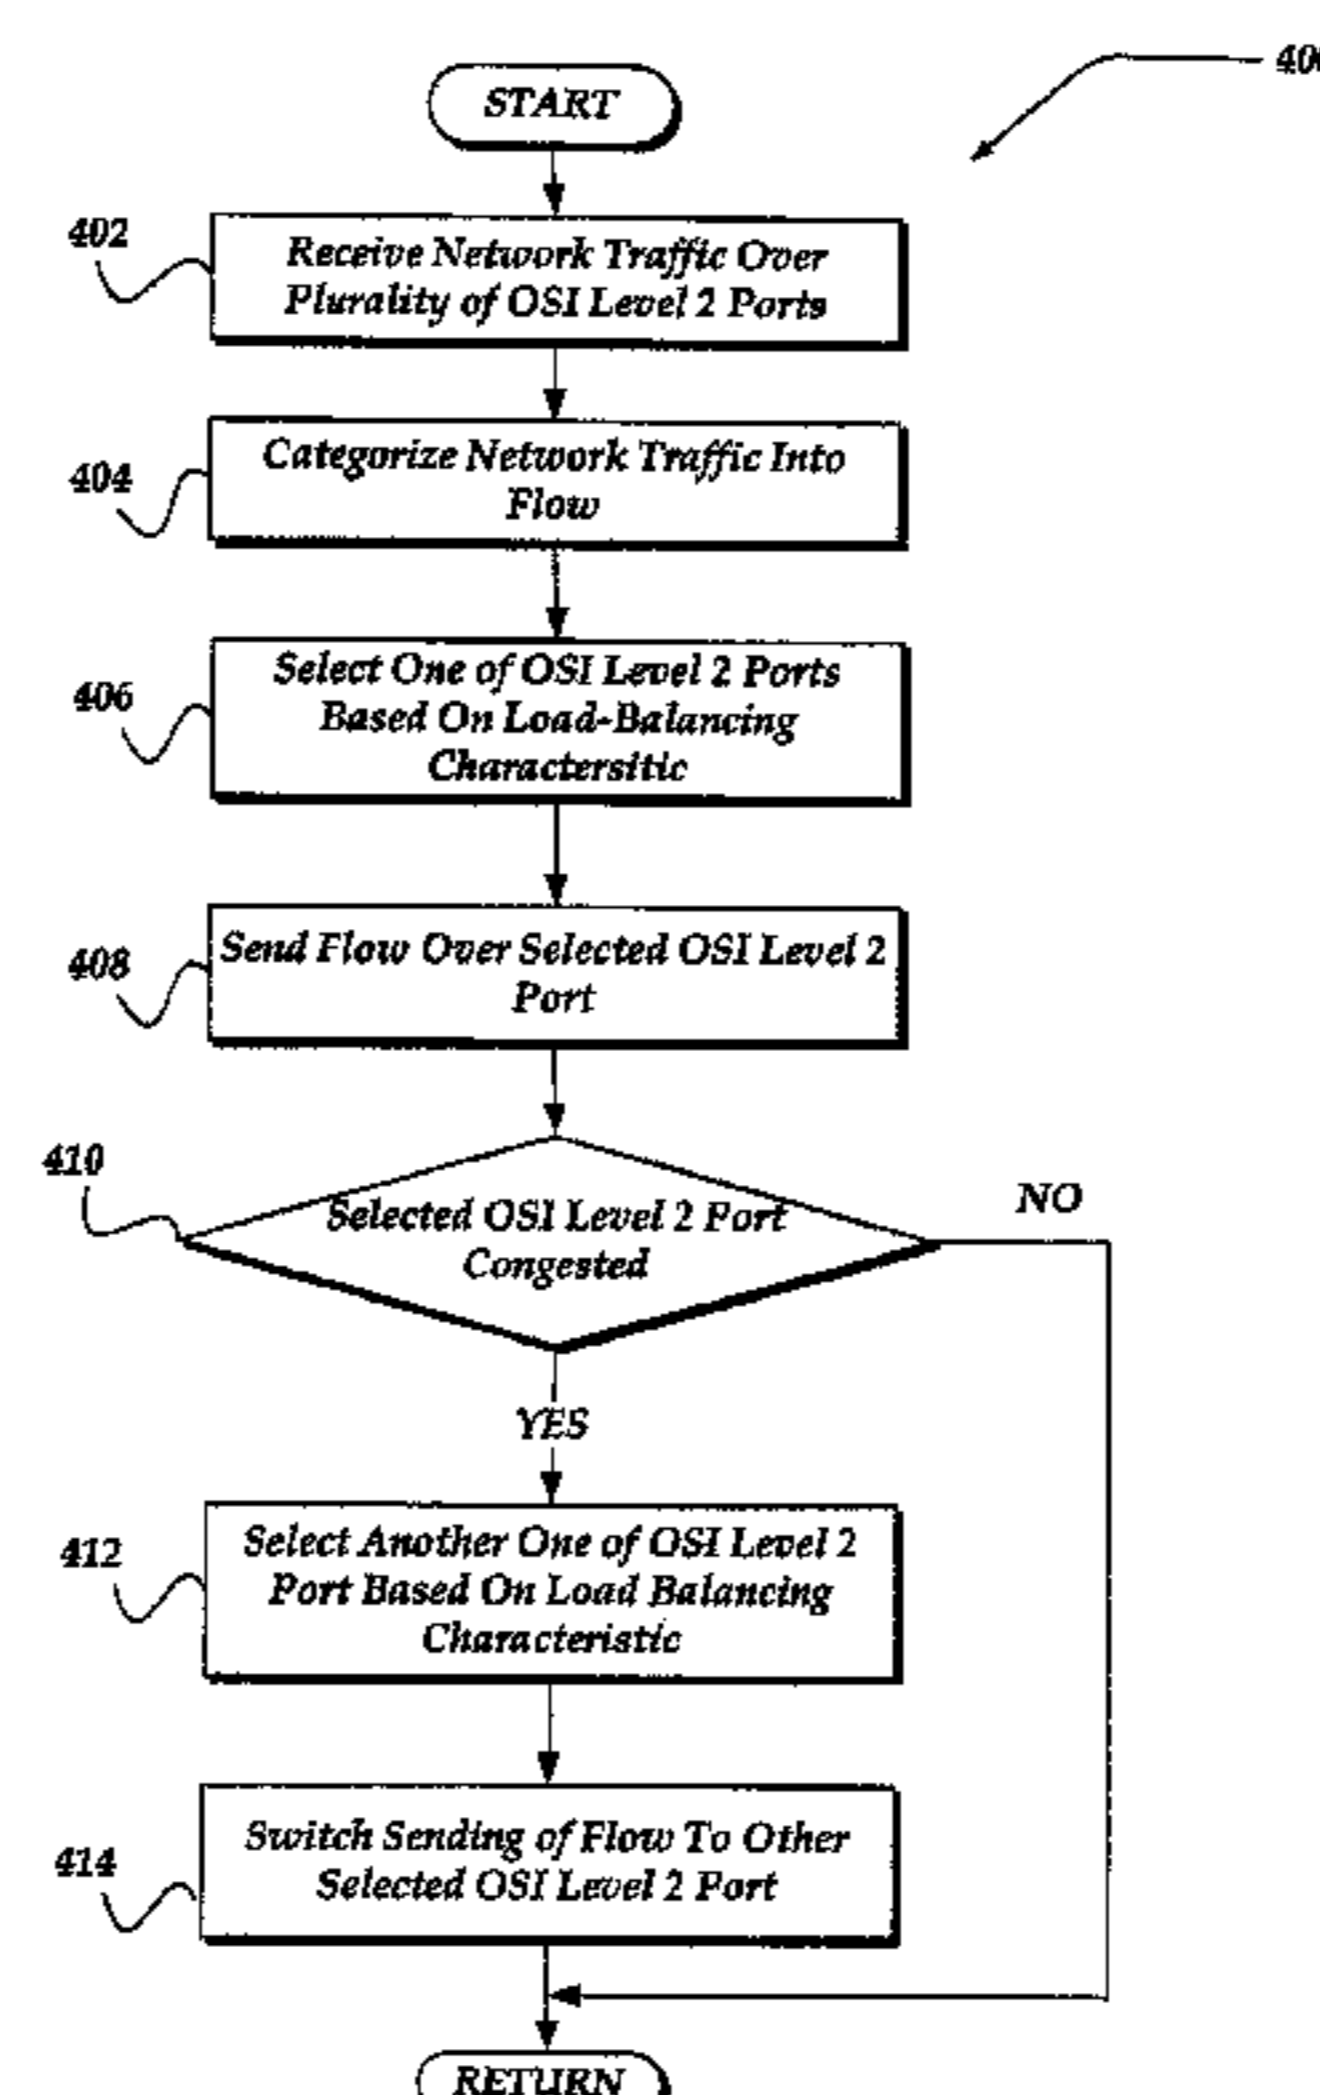 400
START
402
Receive Network Traffic Over
Plurality of OSI Level 2 Ports
404
Categorize Network Traffic Into
Flow
406
Select One of OSI Level 2 Ports
Based On Load-Balancing
Charactersitic
408
Send Flow Over Selected OSI Level 2
Port
410
Selected OSI Level 2 Port
Congested
NO
YES
412
Select Another One of OSI Level 2
Port Based On Load Balancing
Characteristic
414
Switch Sending of Flow To Other
Selected OSI Level 2 Port
RETURN